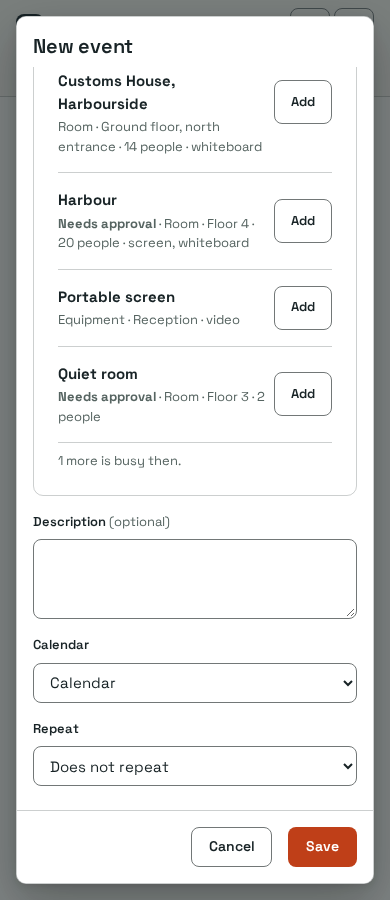 New event
Customs House,
Harbourside
Room · Ground floor, north
entrance · 14 people · whiteboard
Add
Harbour
Needs approval · Room · Floor 4 ·
20 people · screen, whiteboard
Add
Portable screen
Equipment · Reception · video
Add
Quiet room
Needs approval · Room · Floor 3 · 2
people
Add
1 more is busy then.
Description (optional)
Calendar
Calendar
Repeat
Does not repeat
Cancel
Save